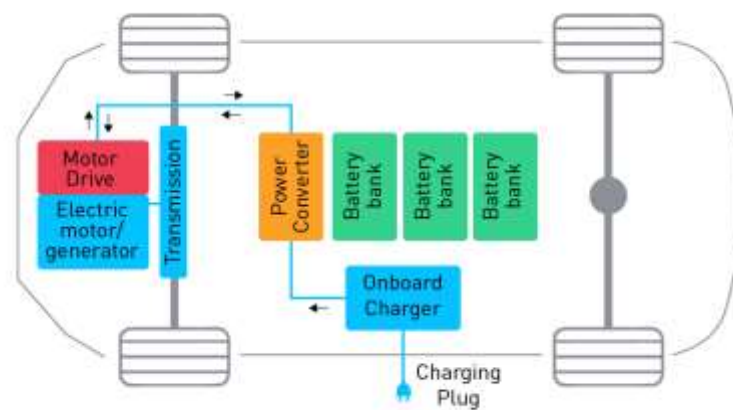 Motor
Drive
Electric
motor/
generator
Transmission
Power
Converter
Battery
bank
Battery
bank
Battery
bank
Onboard
Charger
Charging
Plug